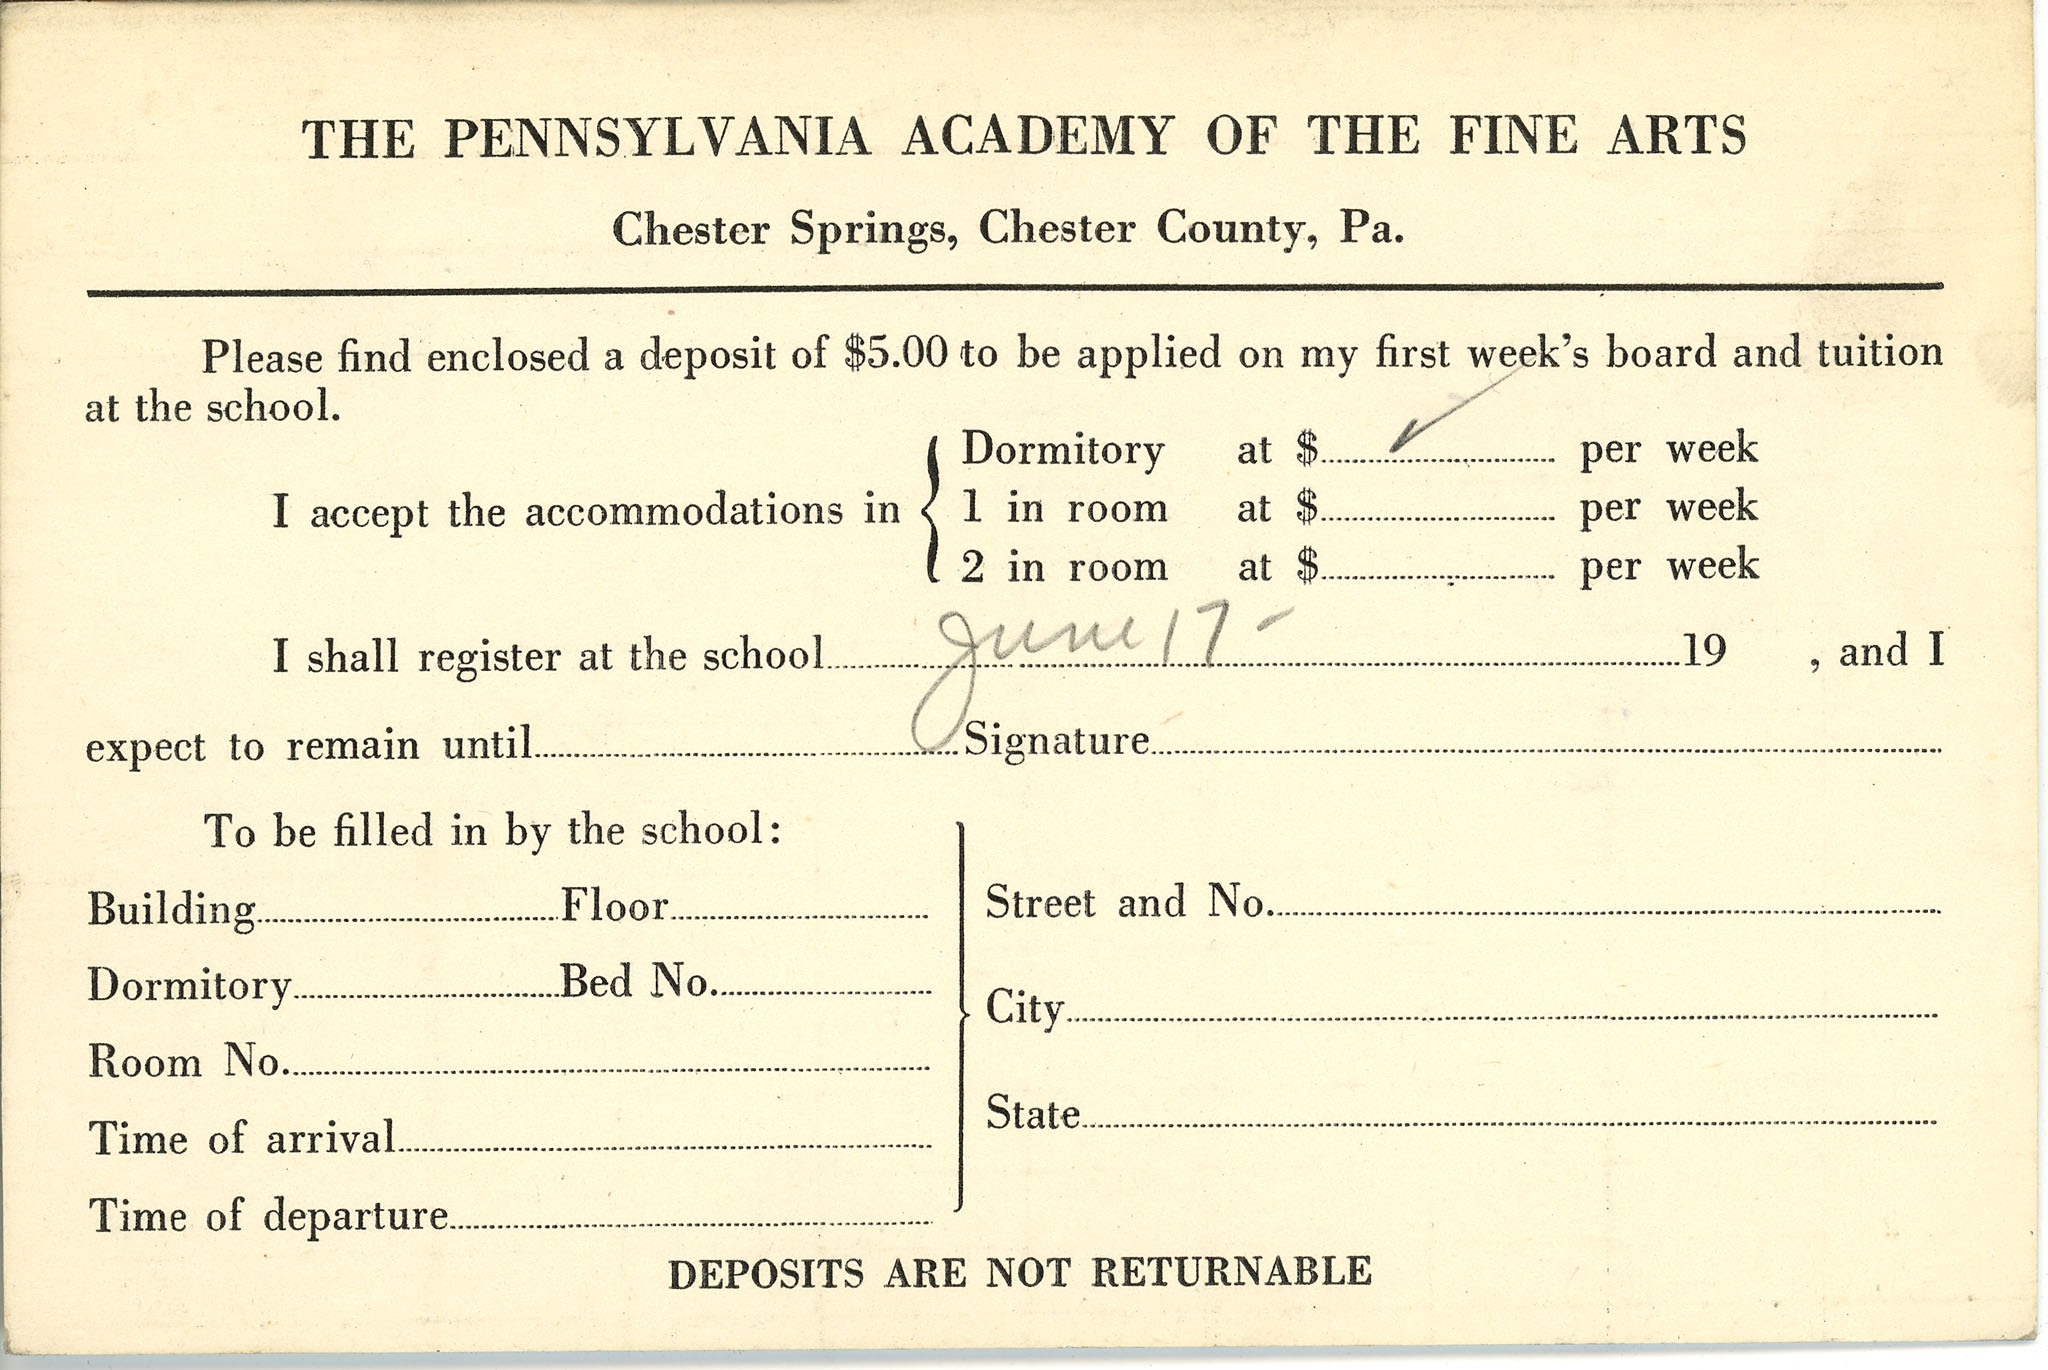 THE PENNSYLVANIA ACADEMY OF THE FINE ARTS
Chester Springs, Chester County, Pa.
Please find enclosed a deposit of $5.00 to be applied on my first week's board and tuition
at the school.
I accept the accommodations in
Dormitory at $ ✓ per week
1 in room at $ per week
2 in room at $ per week
I shall register at the school June 17 - 19 , and I
expect to remain until Signature
To be filled in by the school:
Building Floor
Dormitory Bed No.
Room No.
Time of arrival
Time of departure
Street and No.
City
State
DEPOSITS ARE NOT RETURNABLE